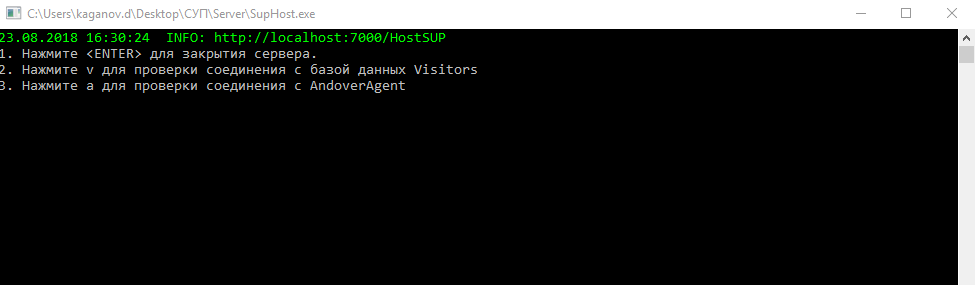 C:\Users\kaganov.d\Desktop\СУП\Server\SupHost.exe
23.08.2018 16:30:24  INFO: http://localhost:7000/HostSUP
1. Нажмите <ENTER> для закрытия сервера.
2. Нажмите v для проверки соединения с базой данных Visitors
3. Нажмите a для проверки соединения с AndoverAgent